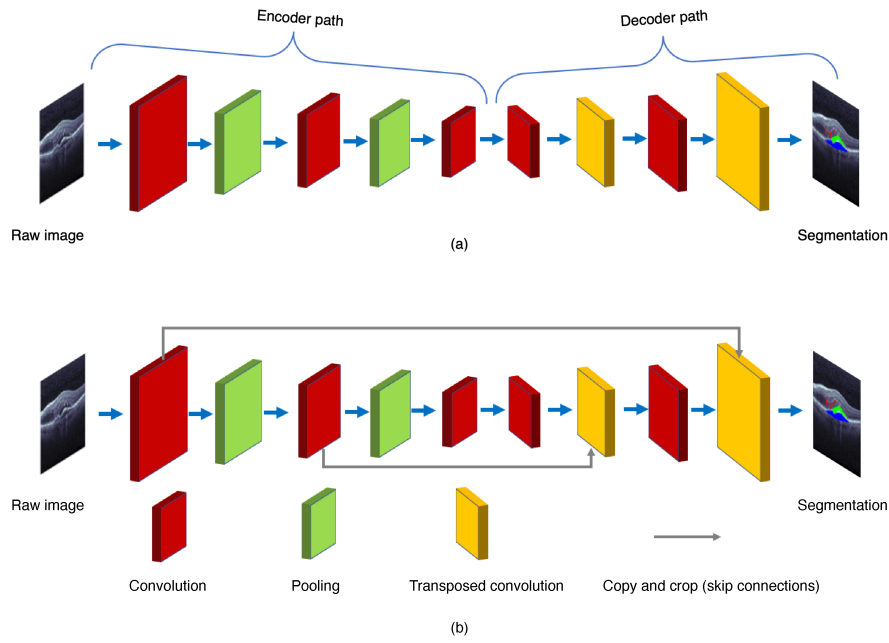 Encoder path
Decoder path
Raw image
Segmentation
(a)
Raw image
Segmentation
Convolution
Pooling
Transposed convolution
Copy and crop (skip connections)
(b)